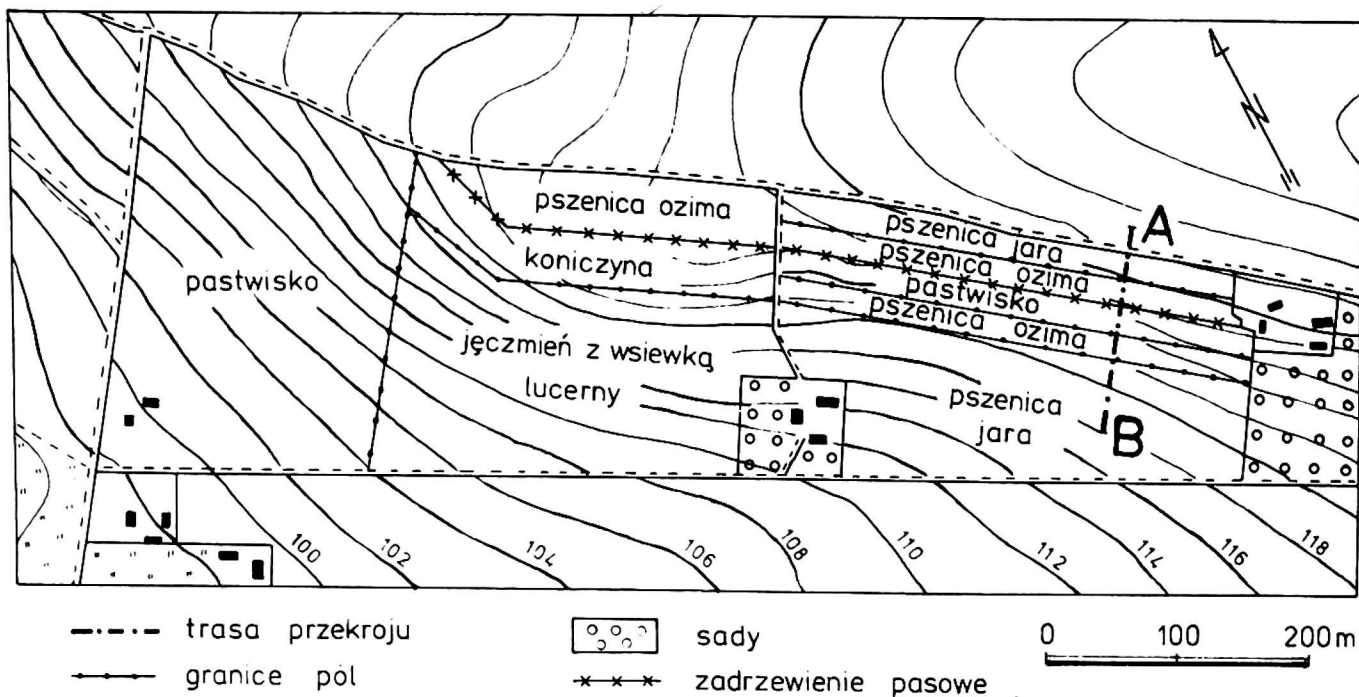 N
A
pszenica ozima
pszenica jara
pszenica ozima
koniczyna
pastwisko
pastwisko
pszenica ozima
jęczmień z wsiewką
lucerny
pszenica
jara
B
100
102
104
106
108
110
112
114
116
118
trasa przekroju
sady
0 100 200m
granice pól
zadrzewienie pasowe